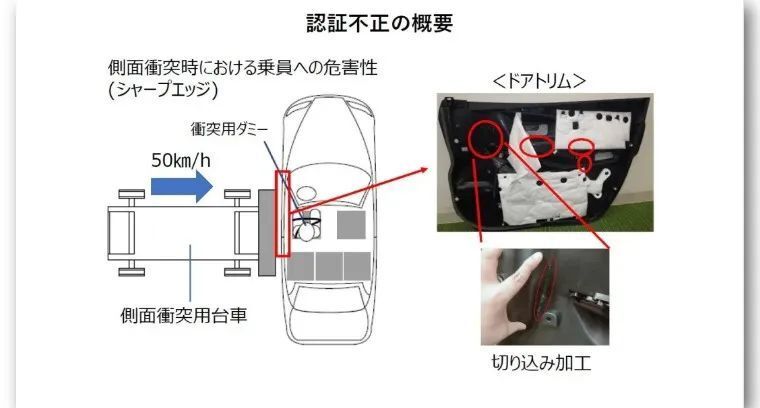 認証不正の概要
側面衝突時における乗員への危害性
(シャープエッジ)
衝突用ダミー
50km/h
側面衝突用台車
＜ドアトリム＞
切り込み加工